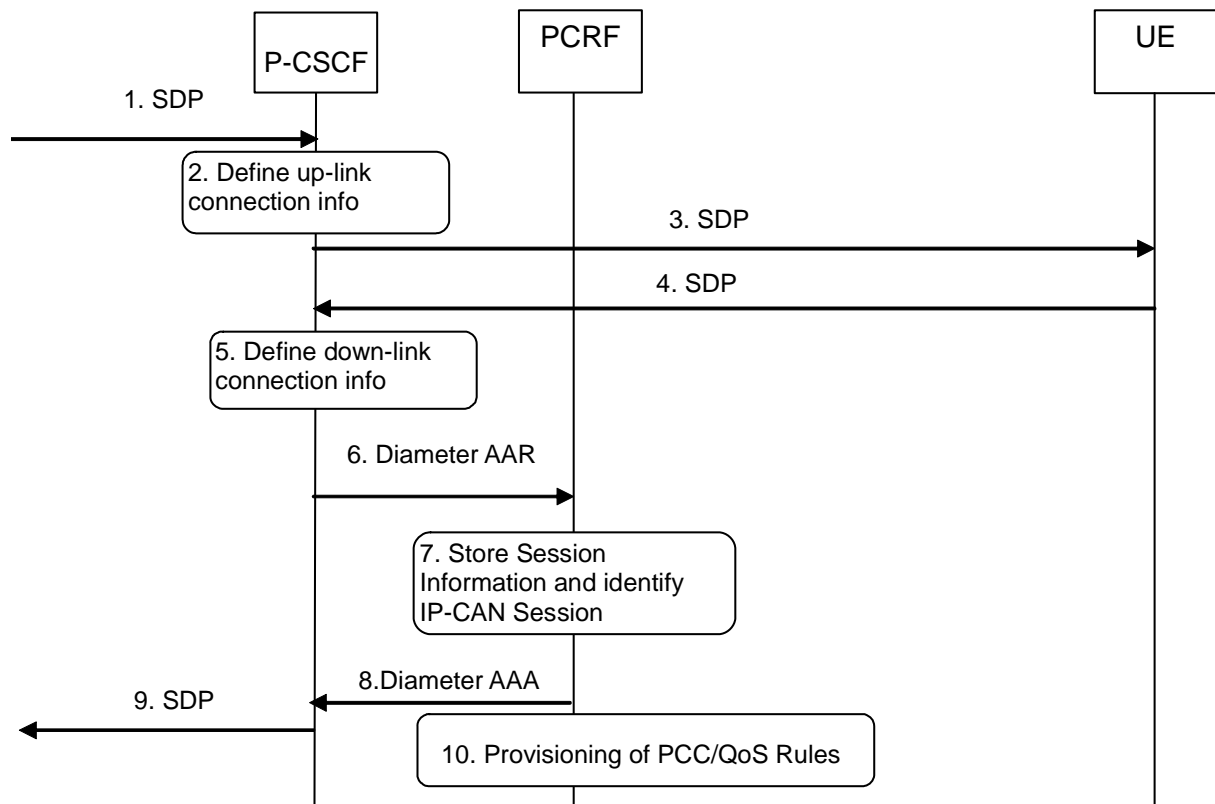 P-CSCF
PCRF
UE
1. SDP
2. Define up-link
connection info
3. SDP
4. SDP
5. Define down-link
connection info
6. Diameter AAR
7. Store Session
Information and identify
IP-CAN Session
8.Diameter AAA
9. SDP
10. Provisioning of PCC/QoS Rules